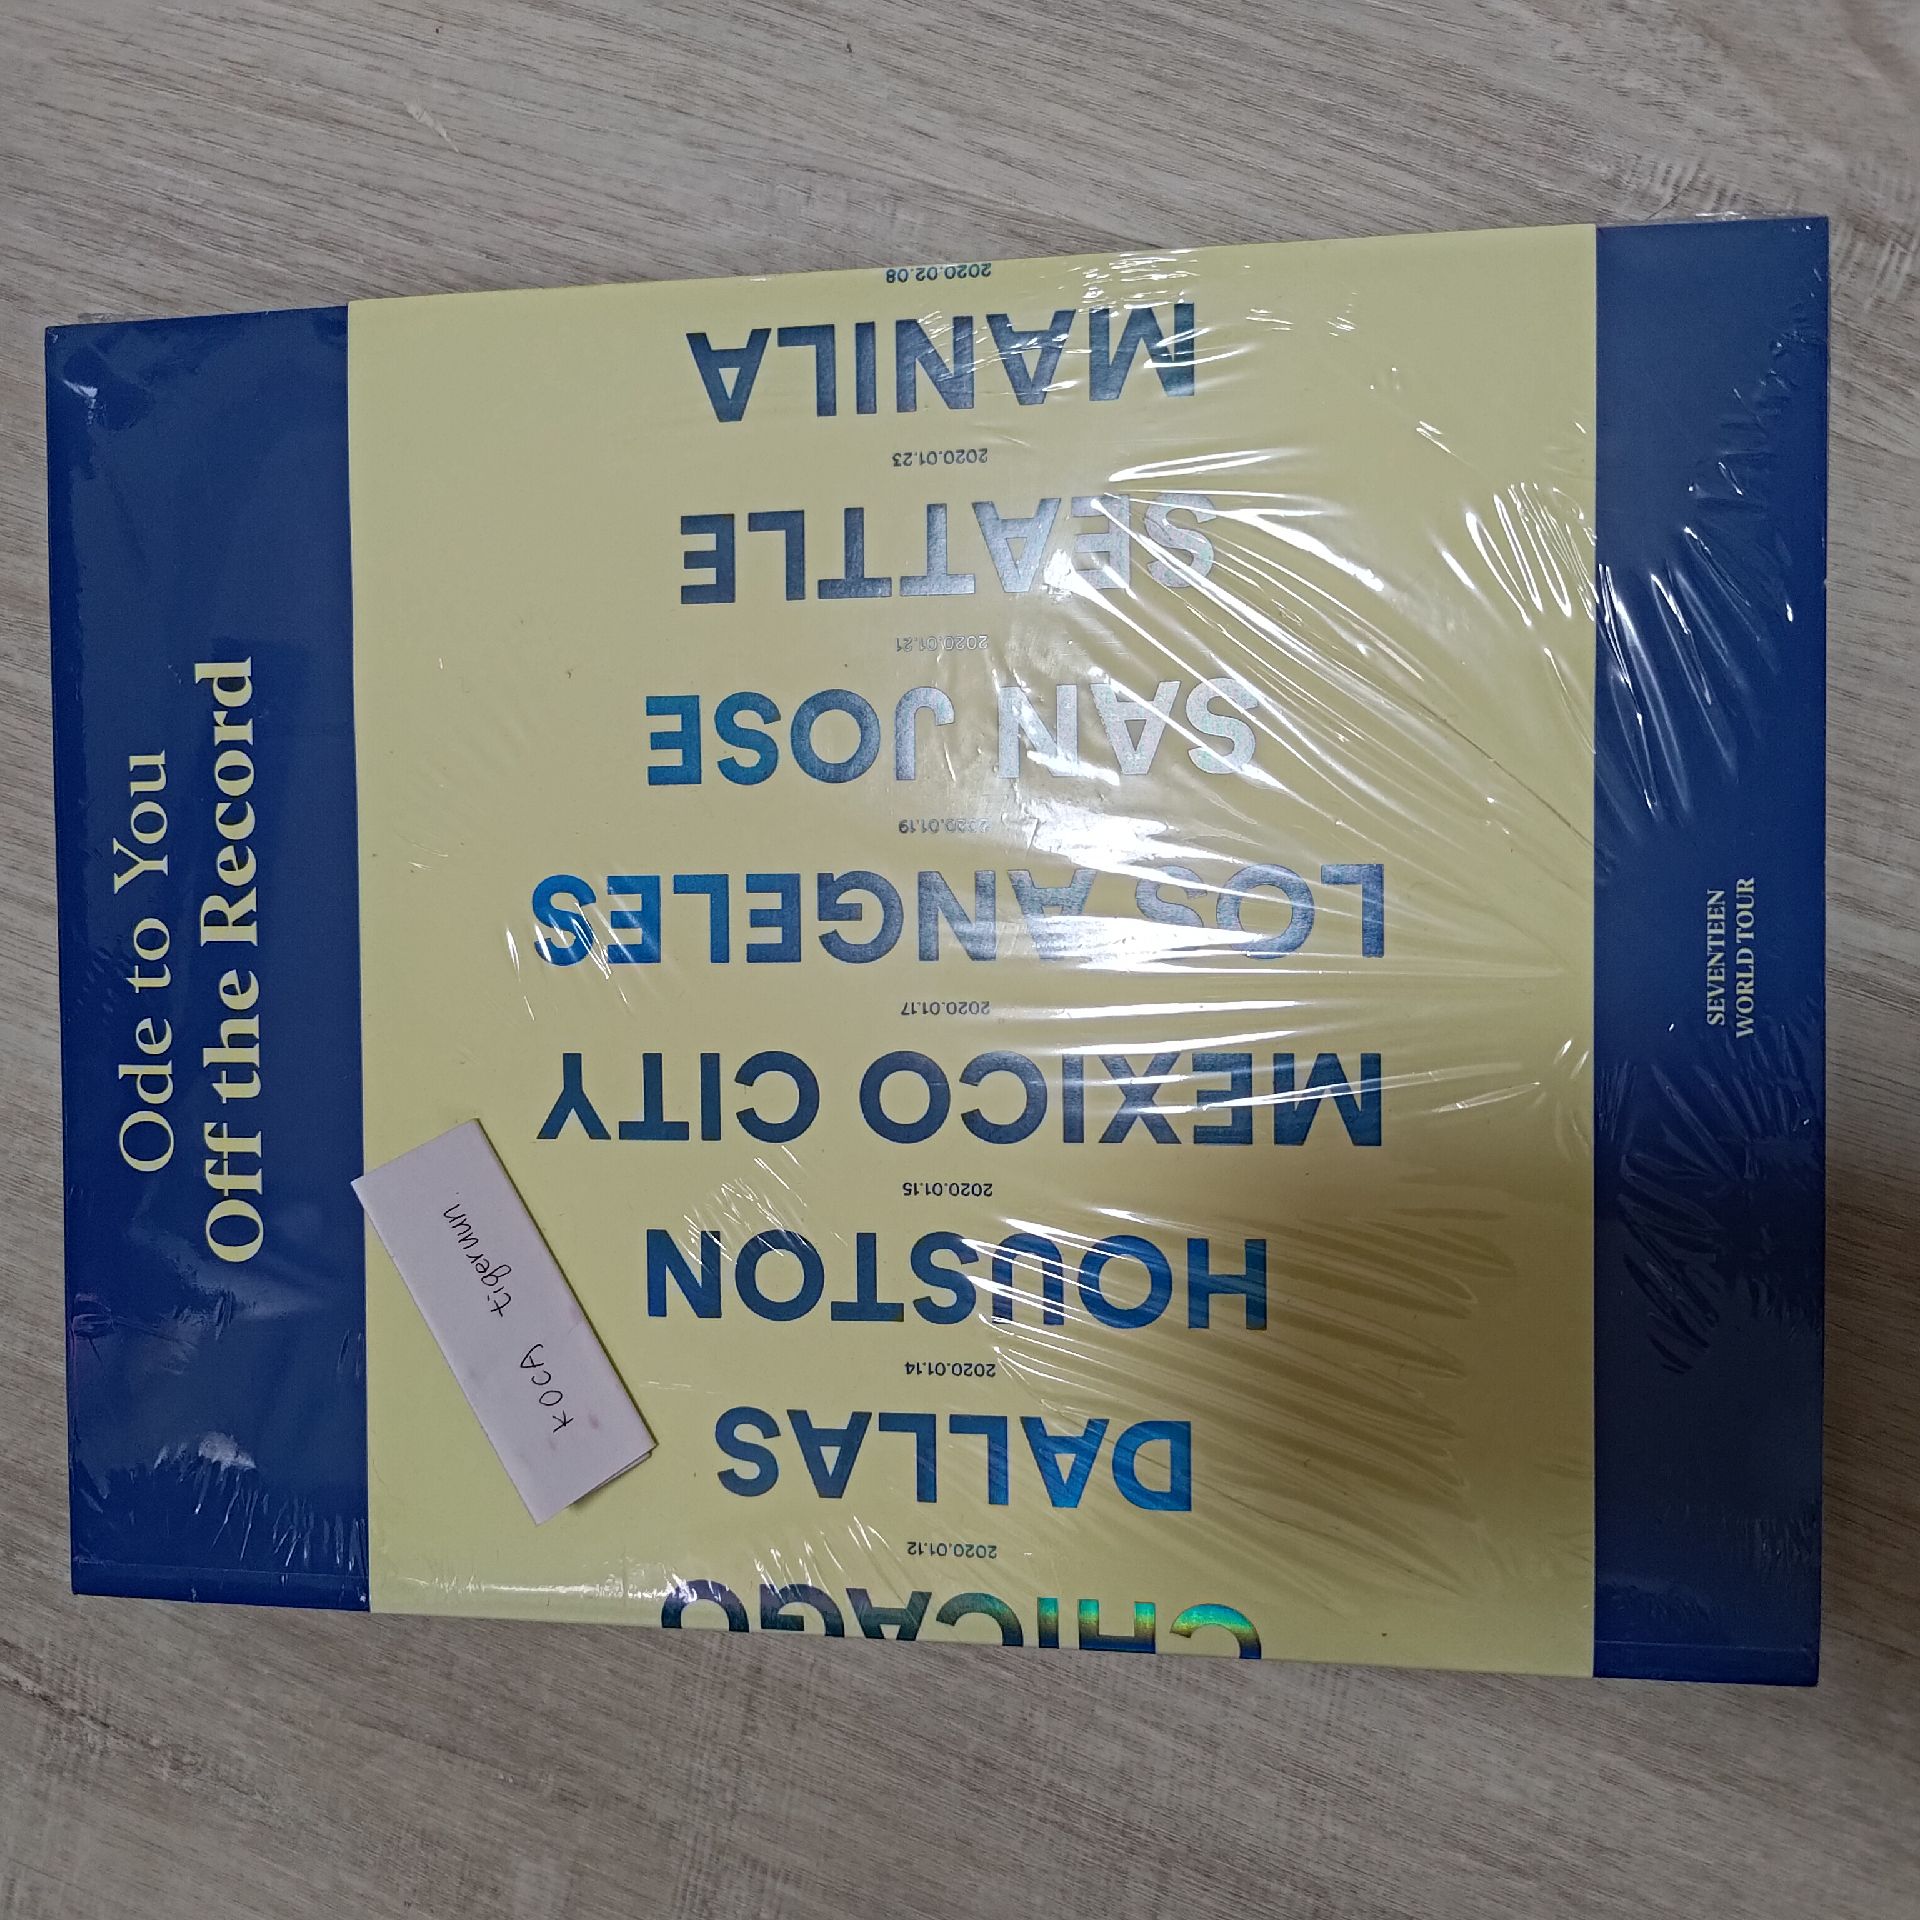 Ode to You
Off the Record
CHICAGO
2020.01.12
DALLAS
2020.01.14
HOUSTON
2020.01.15
MEXICO CITY
2020.01.17
LOS ANGELES
2020.01.19
SAN JOSE
2020.01.21
SEATTLE
2020.01.23
MANILA
2020.02.08
KOCA tigeruun.
SEVENTEEN
WORLD TOUR